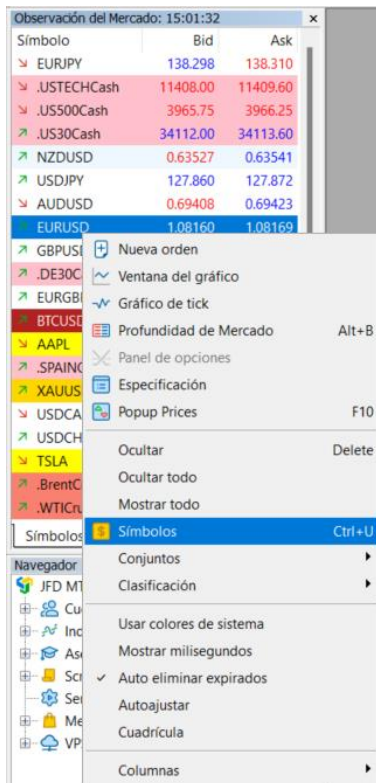 Observación del Mercado: 15:01:32
Símbolo Bid Ask
EURJPY 138.298 138.310
.USTECHCash 11408.00 11409.60
.US500Cash 3965.75 3966.25
.US30Cash 34112.00 34113.60
NZDUSD 0.63527 0.63541
USDJPY 127.860 127.872
AUDUSD 0.69408 0.69423
EURUSD 1.08160 1.08169
GBPUS
Nueva orden
.DE30C
Ventana del gráfico
EURGB
Gráfico de tick
BTCUS
Profundidad de Mercado Alt+B
AAPL
Panel de opciones
.SPAIN
Especificación
XAUUS
Popup Prices F10
USDCA
USDCH
Ocultar Delete
TSLA
Ocultar todo
.BrentC
Mostrar todo
.WTICru
Símbolos
Símbolos Ctrl+U
Conjuntos
Navegador
Clasificación
JFD MT
Cu
Usar colores de sistema
Inc
Mostrar milisegundos
Ase
Auto eliminar expirados
Scr
Autoajustar
Ser
Cuadrícula
Me
VP
Columnas